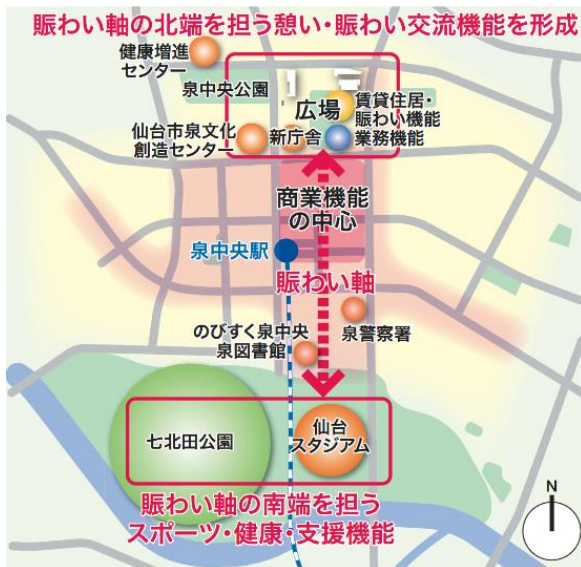 賑わい軸の北端を担う憩い・賑わい交流機能を形成
健康増進
センター
泉中央公園
広場
賃貸住居・
賑わい機能
業務機能
仙台市泉文化
創造センター
新庁舎
商業機能
の中心
泉中央駅
賑わい軸
のびすく泉中央
泉図書館
泉警察署
七北田公園
仙台
スタジアム
賑わい軸の南端を担う
スポーツ・健康・支援機能
N